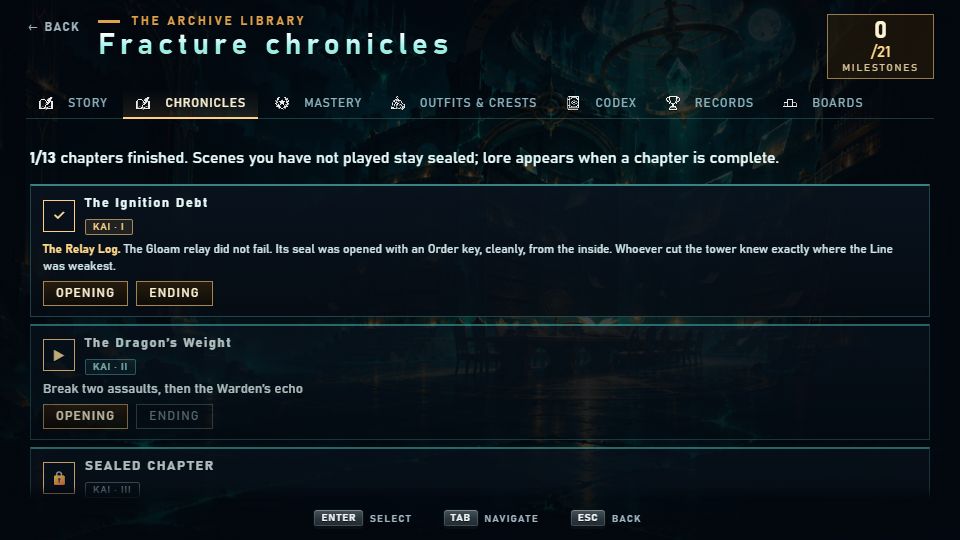 ← BACK
THE ARCHIVE LIBRARY
Fracture chronicles
0
/21
MILESTONES
STORY
CHRONICLES
MASTERY
OUTFITS & CRESTS
CODEX
RECORDS
BOARDS
1/13 chapters finished. Scenes you have not played stay sealed; lore appears when a chapter is complete.
The Ignition Debt
KAI · I
The Relay Log. The Gloam relay did not fail. Its seal was opened with an Order key, cleanly, from the inside. Whoever cut the tower knew exactly where the Line
was weakest.
OPENING
ENDING
The Dragon's Weight
KAI · II
Break two assaults, then the Warden's echo
OPENING
ENDING
SEALED CHAPTER
KAI · III
ENTER SELECT
TAB NAVIGATE
ESC BACK